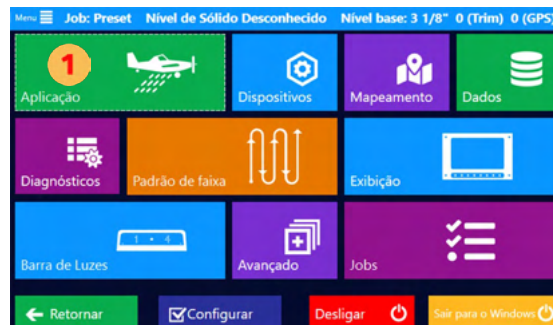 Menu Job: Preset Nível de Sólido Desconhecido Nível base: 3 1/8" 0 (Trim) 0 (GPS)
1
Aplicação Dispositivos Mapeamento Dados
Diagnósticos Padrão de faixa Exibição
1 • 4
Barra de Luzes Avançado Jobs
Retornar Configurar Desligar Sair para o Windows